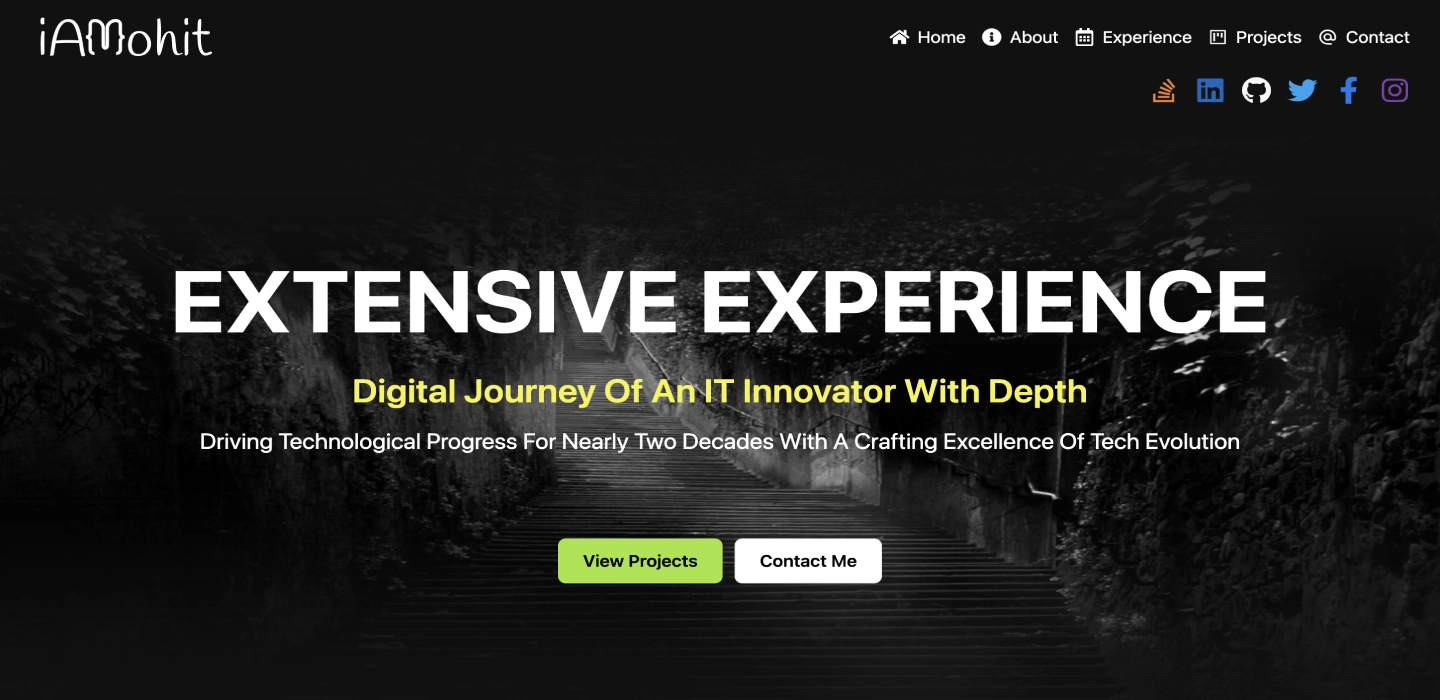 iAMohit
Home About Experience Projects Contact
EXTENSIVE EXPERIENCE
Digital Journey Of An IT Innovator With Depth
Driving Technological Progress For Nearly Two Decades With A Crafting Excellence Of Tech Evolution
View Projects Contact Me